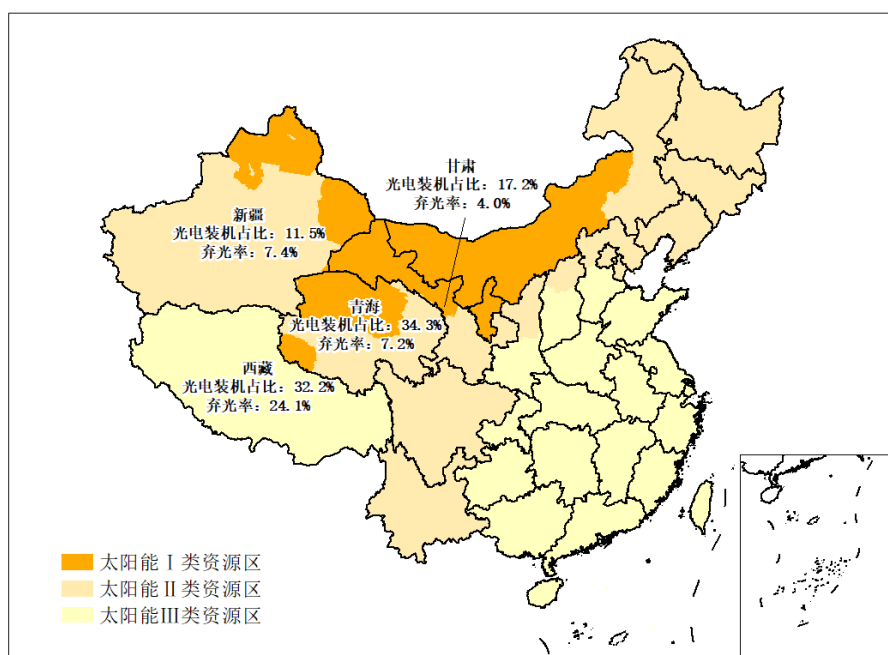 甘肃
光电装机占比：17.2%
弃光率：4.0%
新疆
光电装机占比：11.5%
弃光率：7.4%
青海
光电装机占比：34.3%
弃光率：7.2%
西藏
光电装机占比：32.2%
弃光率：24.1%
太阳能Ⅰ类资源区
太阳能Ⅱ类资源区
太阳能Ⅲ类资源区